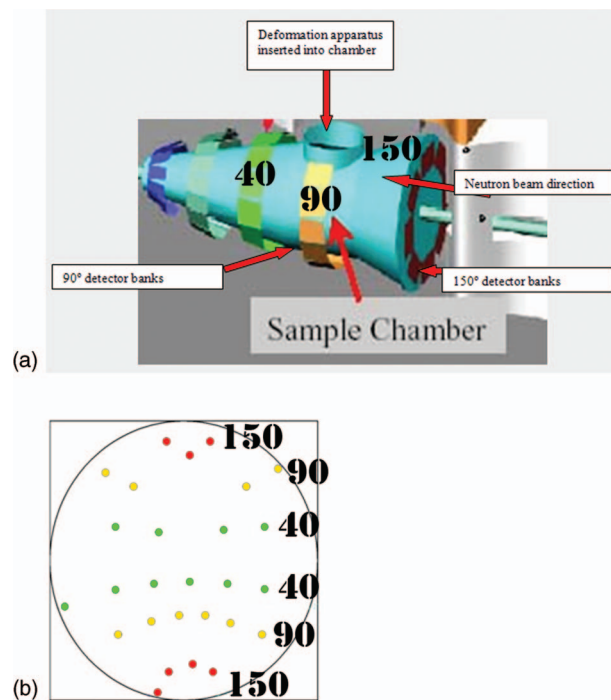 Deformation apparatus
inserted into chamber
150
40
90
Neutron beam direction
90° detector banks
150° detector banks
Sample Chamber
(a)
150
90
40
40
90
150
(b)